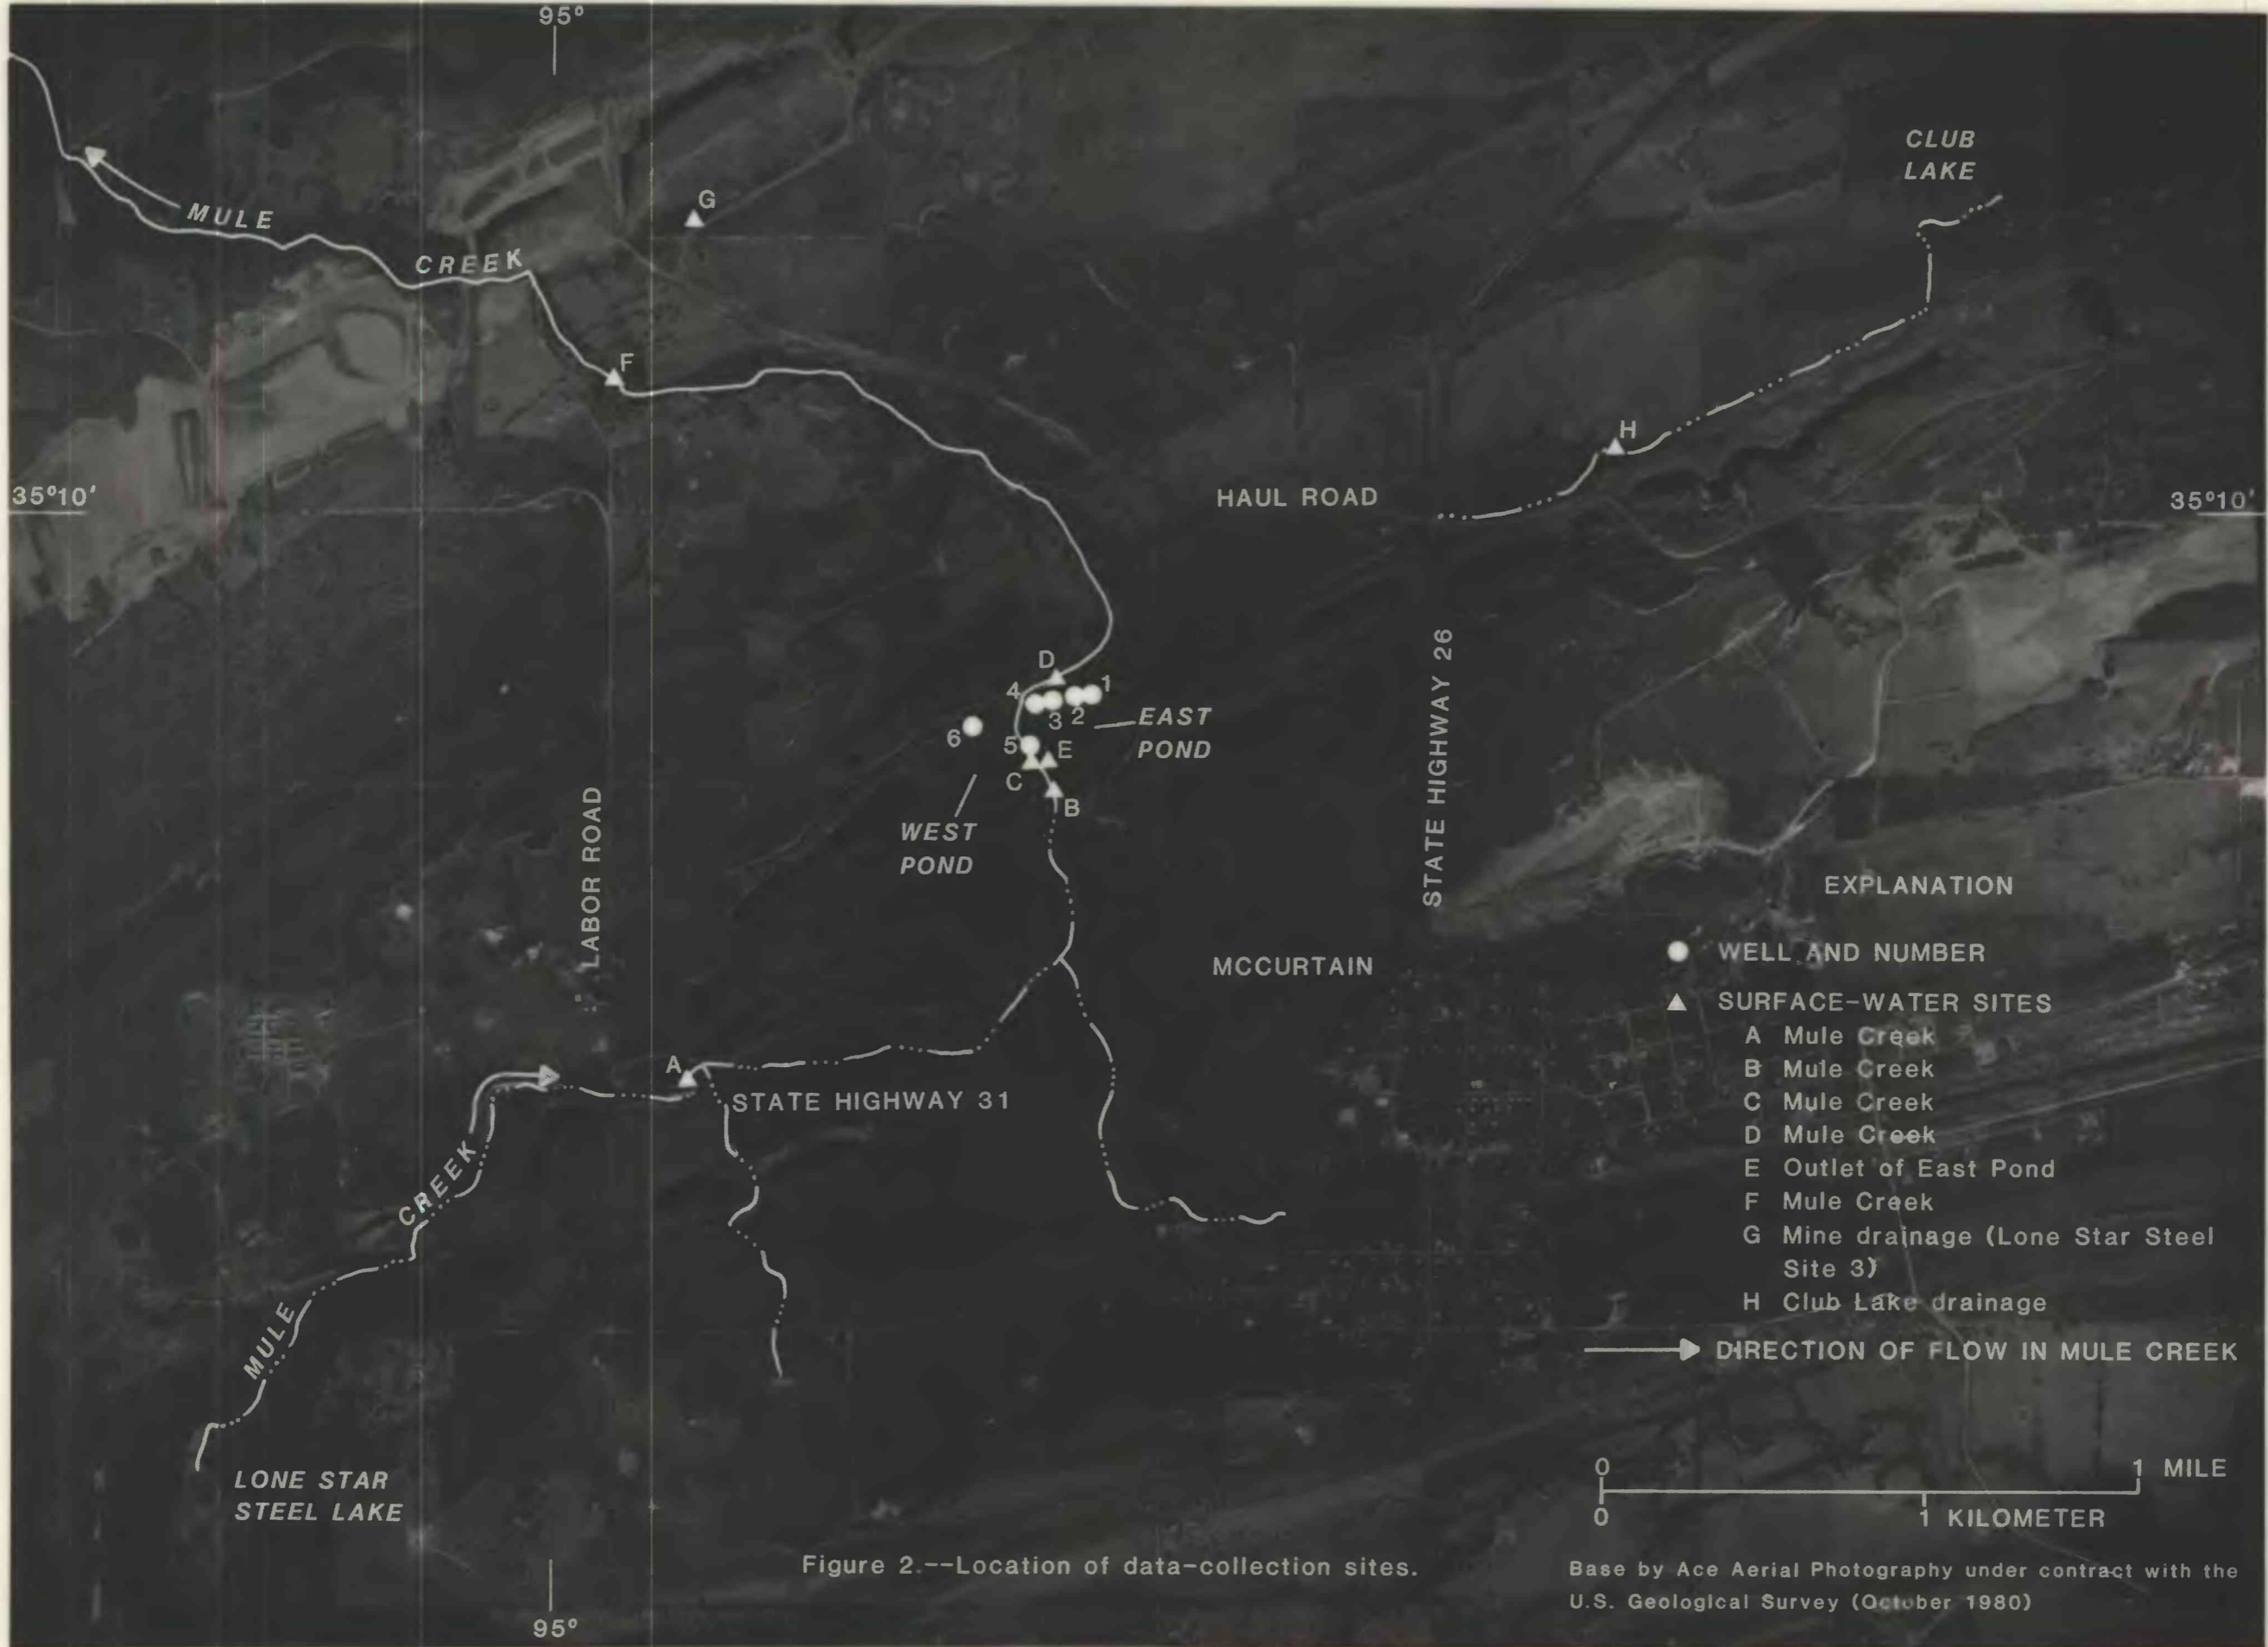 95°
CLUB
LAKE
G
MULE
CREEK
F
H
35°10'
HAUL ROAD
35°10'
STATE HIGHWAY 26
D
4
1
3
2
EAST
POND
6
5
E
C
B
WEST
POND
LABOR ROAD
EXPLANATION
MCCURTAIN
WELL AND NUMBER
SURFACE-WATER SITES
A Mule Creek
B Mule Creek
C Mule Creek
D Mule Creek
E Outlet of East Pond
F Mule Creek
G Mine drainage (Lone Star Steel
Site 3)
H Club Lake drainage
DIRECTION OF FLOW IN MULE CREEK
A
STATE HIGHWAY 31
CREEK
MULE
LONE STAR
STEEL LAKE
0 1 MILE
0 1 KILOMETER
Figure 2.--Location of data-collection sites.
Base by Ace Aerial Photography under contract with the
U.S. Geological Survey (October 1980)
95°